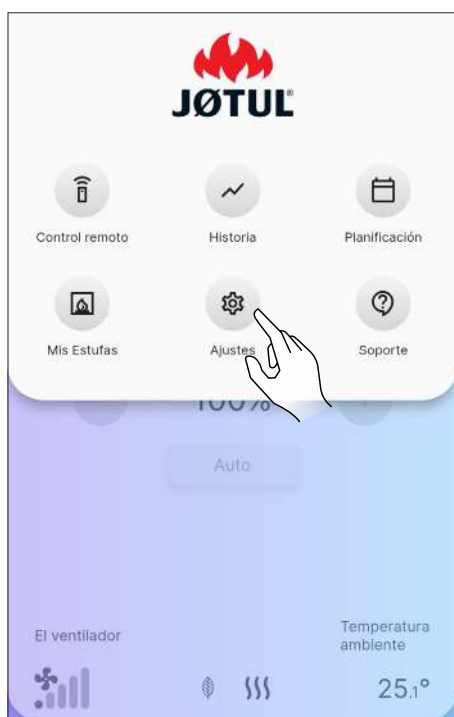 JØTUL®
Control remoto
Historia
Planificación
Mis Estufas
Ajustes
Soporte
100%
Auto
El ventilador
Temperatura
ambiente
25.1°